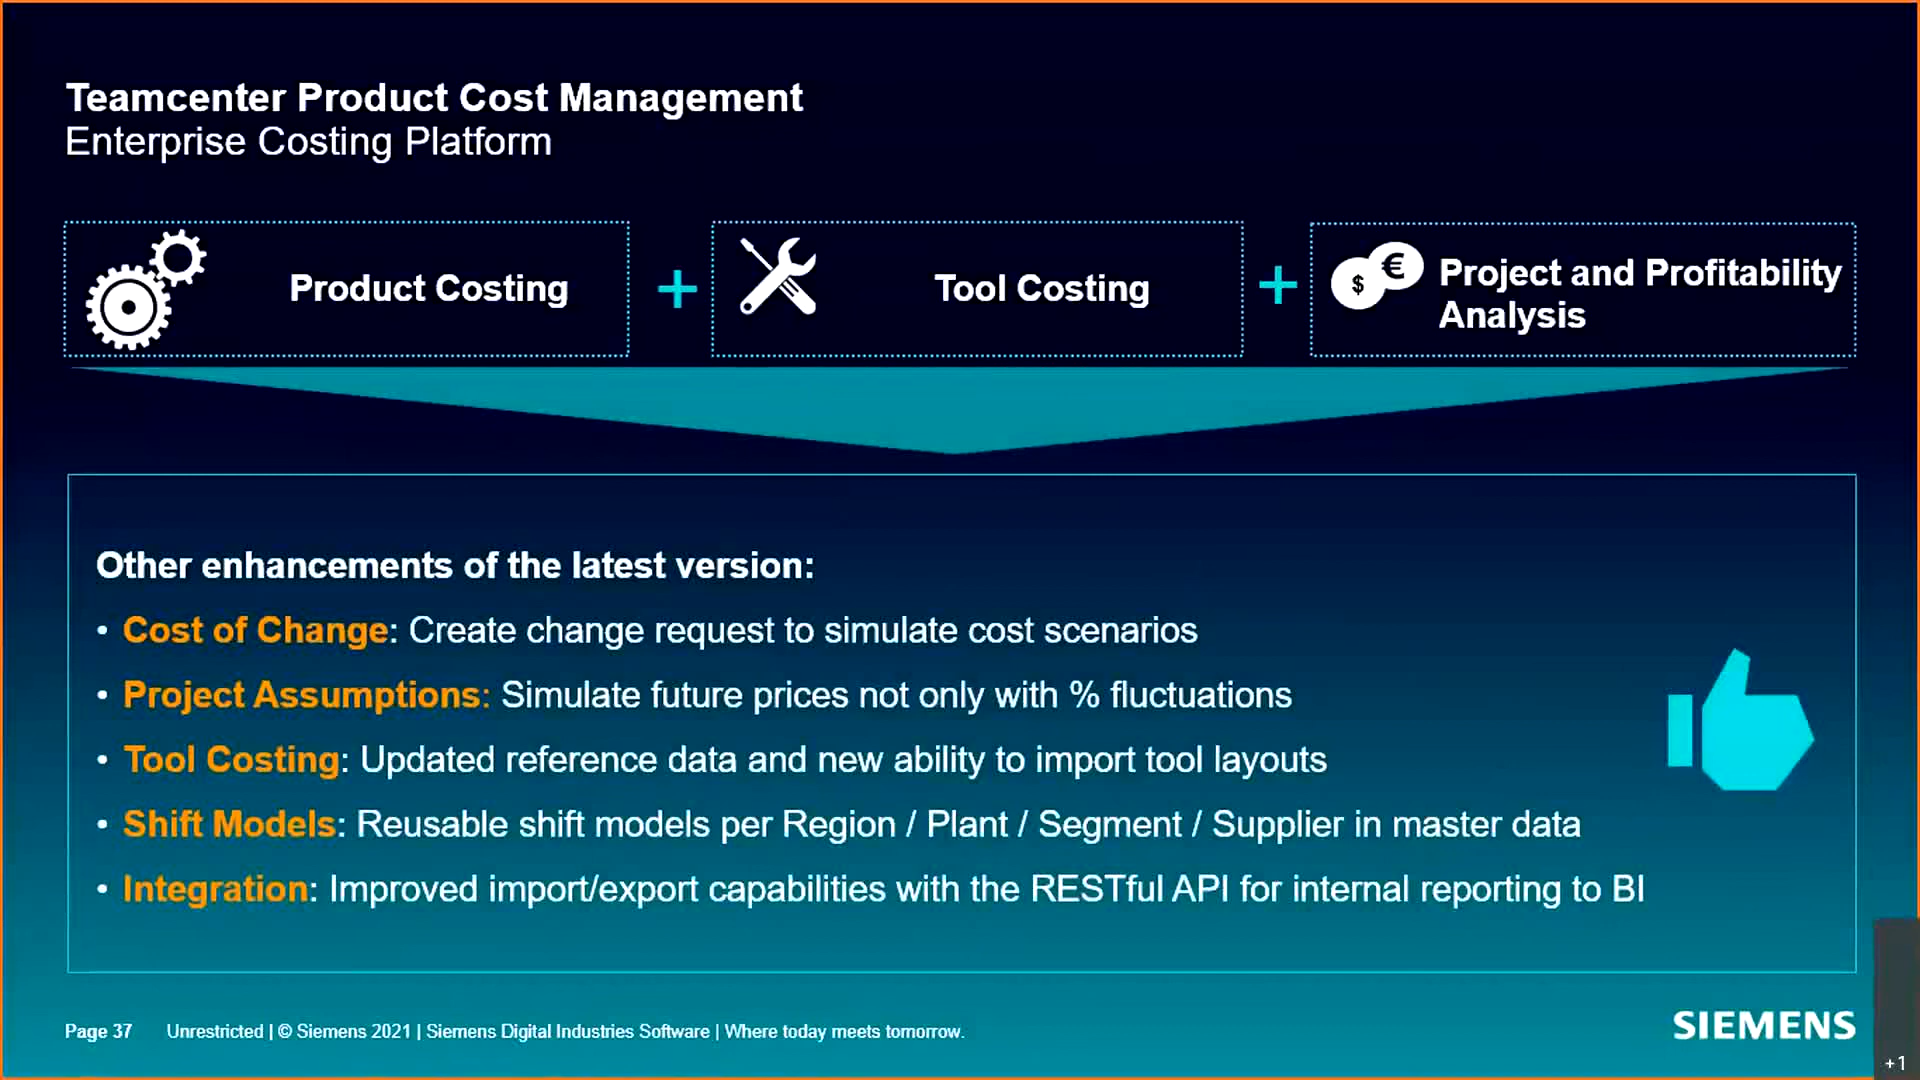 Teamcenter Product Cost Management
Enterprise Costing Platform
Product Costing
+
Tool Costing
+
$
€
Project and Profitability
Analysis
Other enhancements of the latest version:
• Cost of Change: Create change request to simulate cost scenarios
• Project Assumptions: Simulate future prices not only with % fluctuations
• Tool Costing: Updated reference data and new ability to import tool layouts
• Shift Models: Reusable shift models per Region / Plant / Segment / Supplier in master data
• Integration: Improved import/export capabilities with the RESTful API for internal reporting to BI
Page 37 Unrestricted | © Siemens 2021 | Siemens Digital Industries Software | Where today meets tomorrow.
SIEMENS
+1